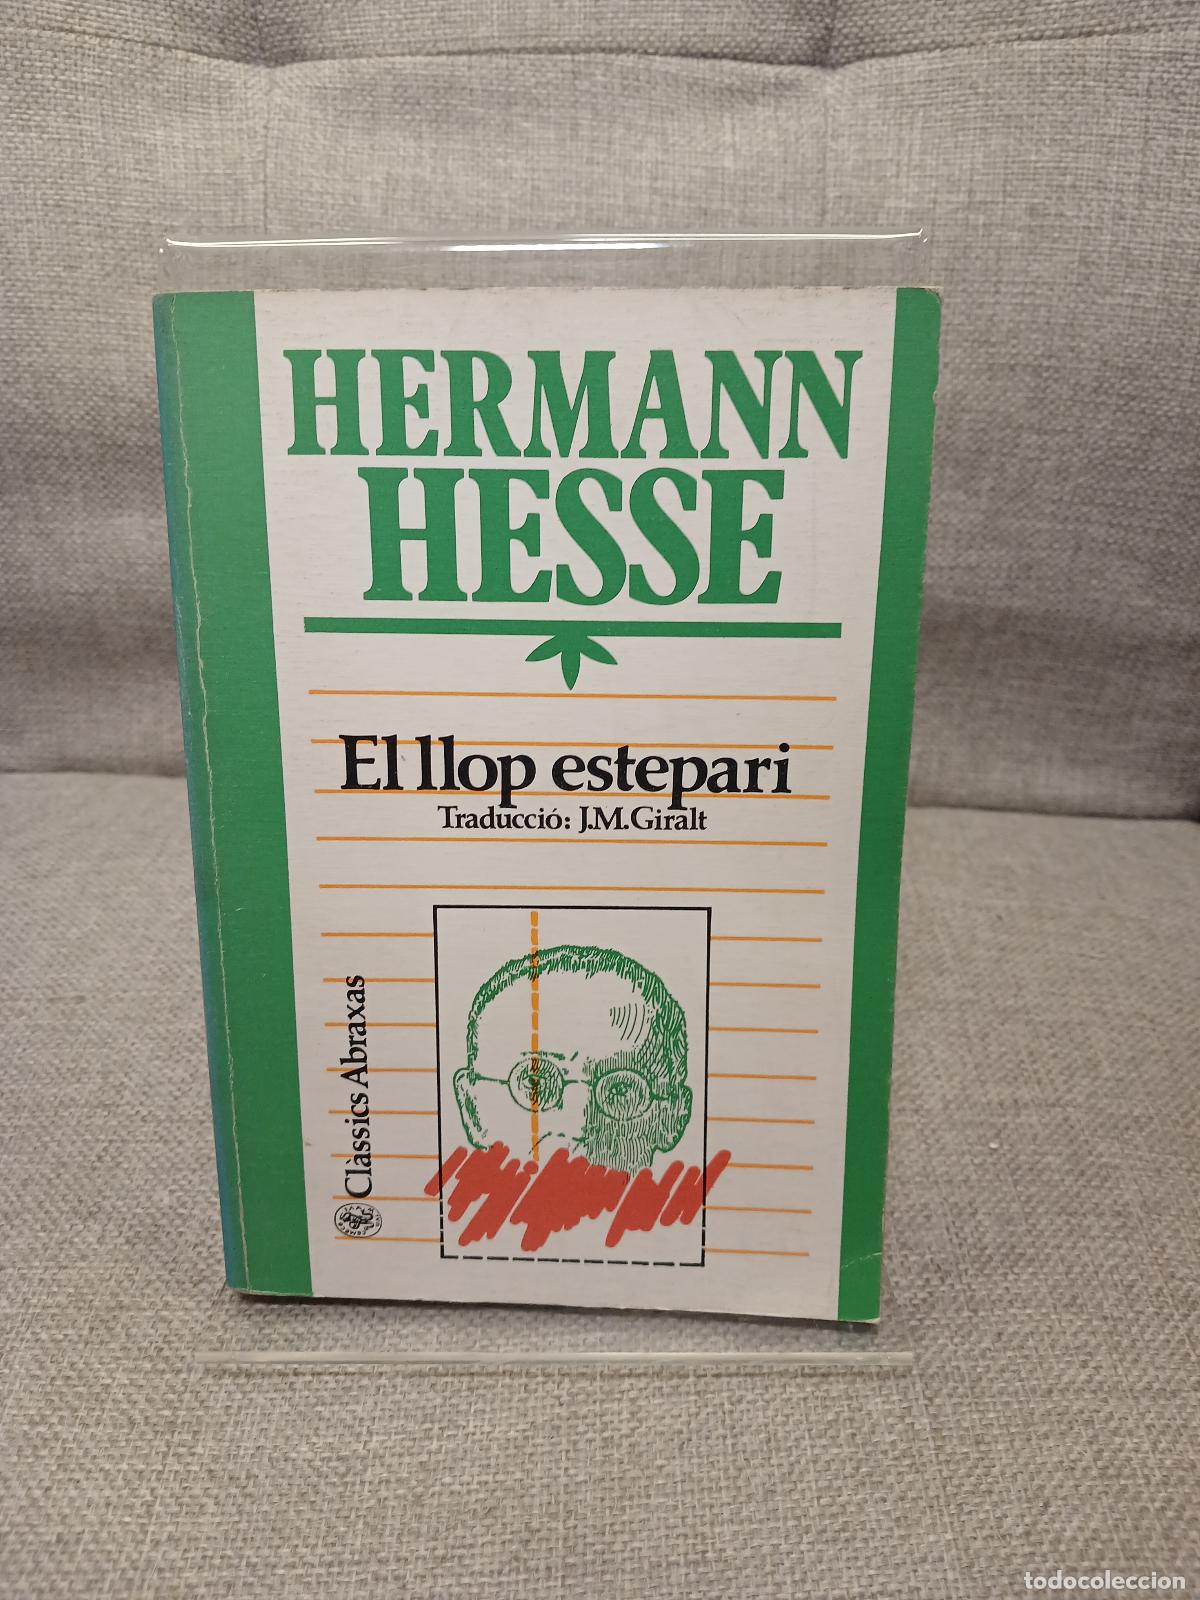 HERMANN
HESSE
El llop estepari
Traducció: J.M.Giralt
Clàssics Abraxas
todocoleccion